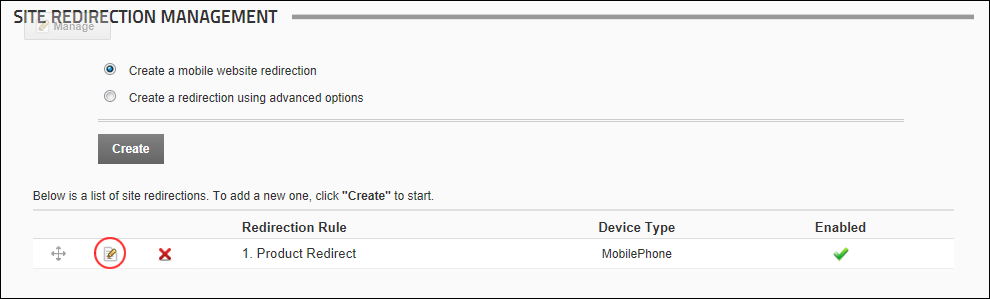 SITE REDIRECTION MANAGEMENT
Manage
Create a mobile website redirection
Create a redirection using advanced options
Create
Below is a list of site redirections. To add a new one, click "Create" to start.
Redirection Rule Device Type Enabled
1. Product Redirect MobilePhone